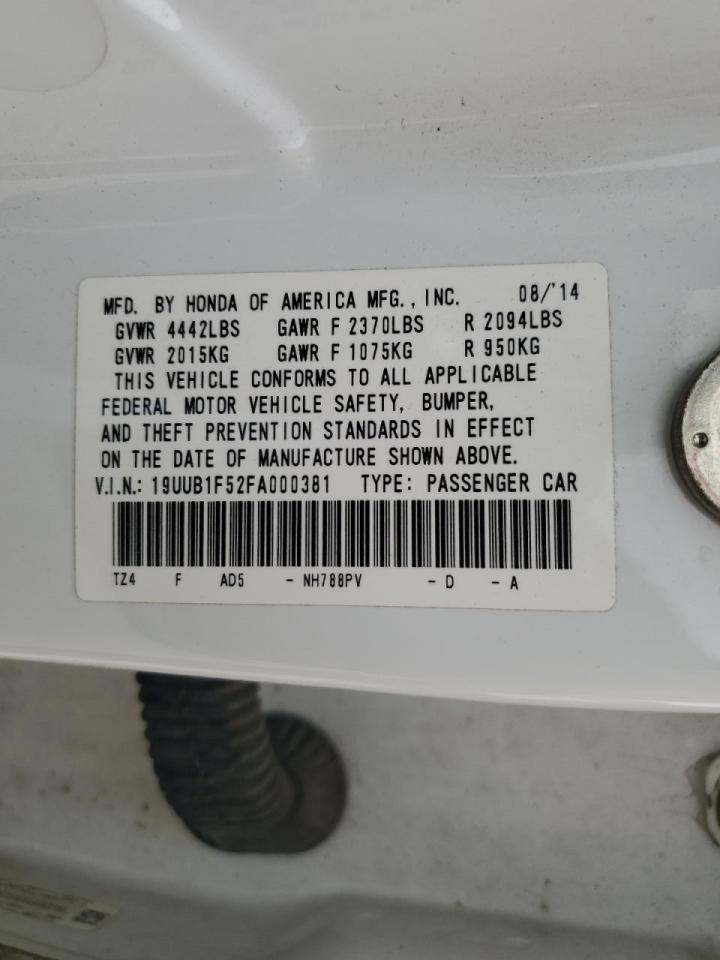 MFD. BY HONDA OF AMERICA MFG., INC. 08/'14
GVWR 4442LBS GAWR F 2370LBS R 2094LBS
GVWR 2015KG GAWR F 1075KG R 950KG
THIS VEHICLE CONFORMS TO ALL APPLICABLE
FEDERAL MOTOR VEHICLE SAFETY, BUMPER,
AND THEFT PREVENTION STANDARDS IN EFFECT
ON THE DATE OF MANUFACTURE SHOWN ABOVE.
V.I.N.: 19UUB1F52FA000381 TYPE: PASSENGER CAR
TZ4 F AD5 - NH788PV - D - A